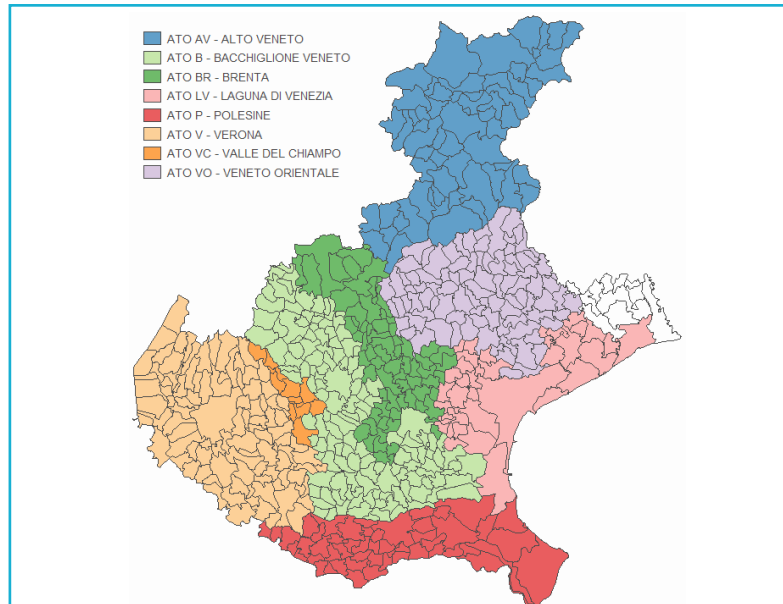 ATO AV - ALTO VENETO
ATO B - BACCHIGLIONE VENETO
ATO BR - BRENTA
ATO LV - LAGUNA DI VENEZIA
ATO P - POLESINE
ATO V - VERONA
ATO VC - VALLE DEL CHIAMPO
ATO VO - VENETO ORIENTALE